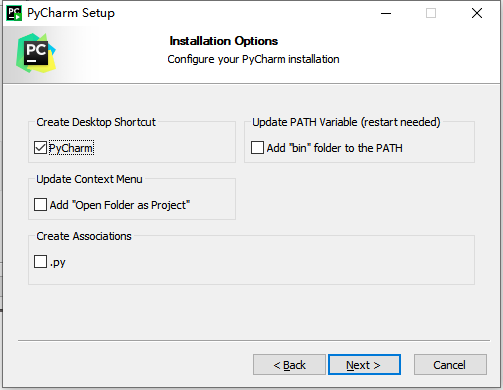 PyCharm Setup
Installation Options
Configure your PyCharm installation
PC
Create Desktop Shortcut
PyCharm
Update PATH Variable (restart needed)
Add "bin" folder to the PATH
Update Context Menu
Add "Open Folder as Project"
Create Associations
.py
< Back
Next >
Cancel